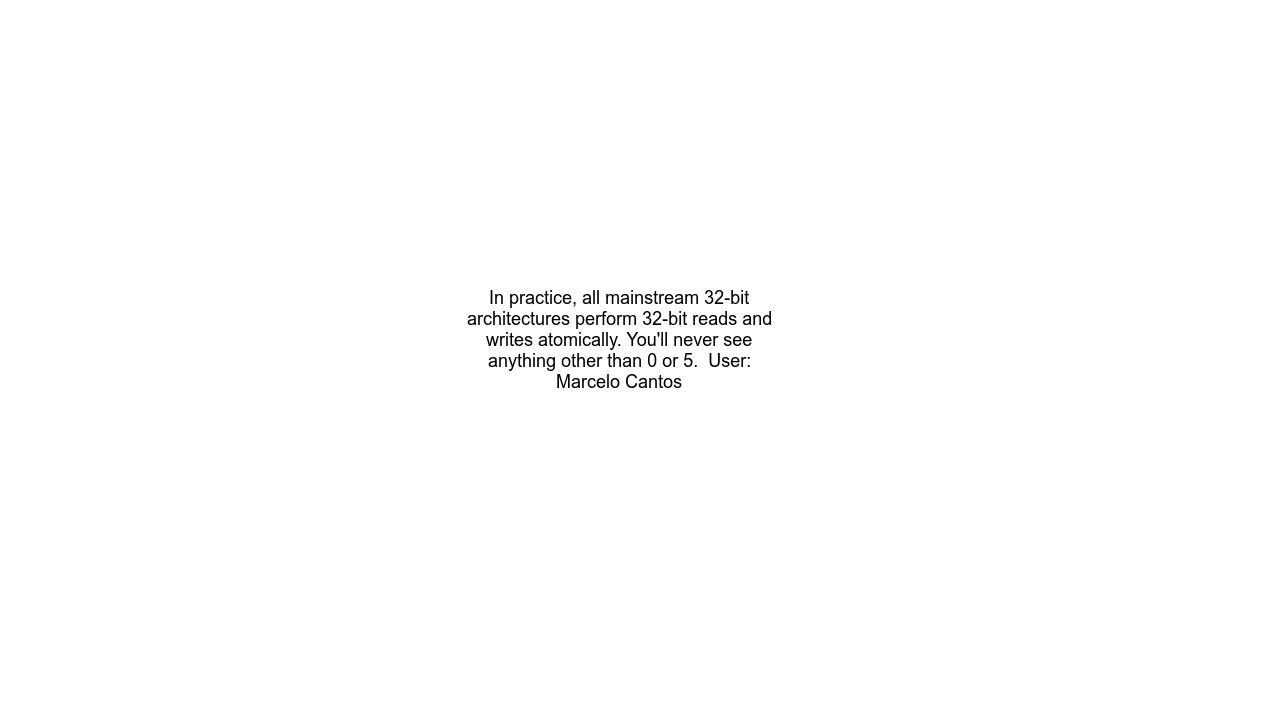 In practice, all mainstream 32-bit
architectures perform 32-bit reads and
writes atomically. You'll never see
anything other than 0 or 5.  User:
Marcelo Cantos